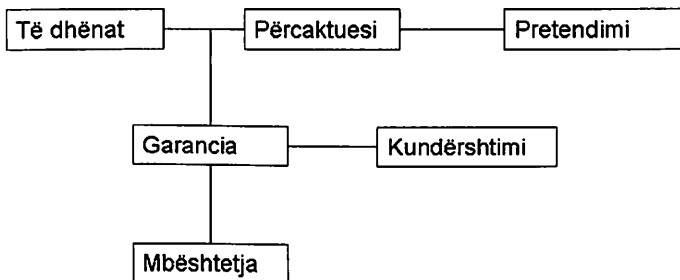 Të dhënat
Përcaktuesi
Pretendimi
Garancia
Kundërshtimi
Mbështetja